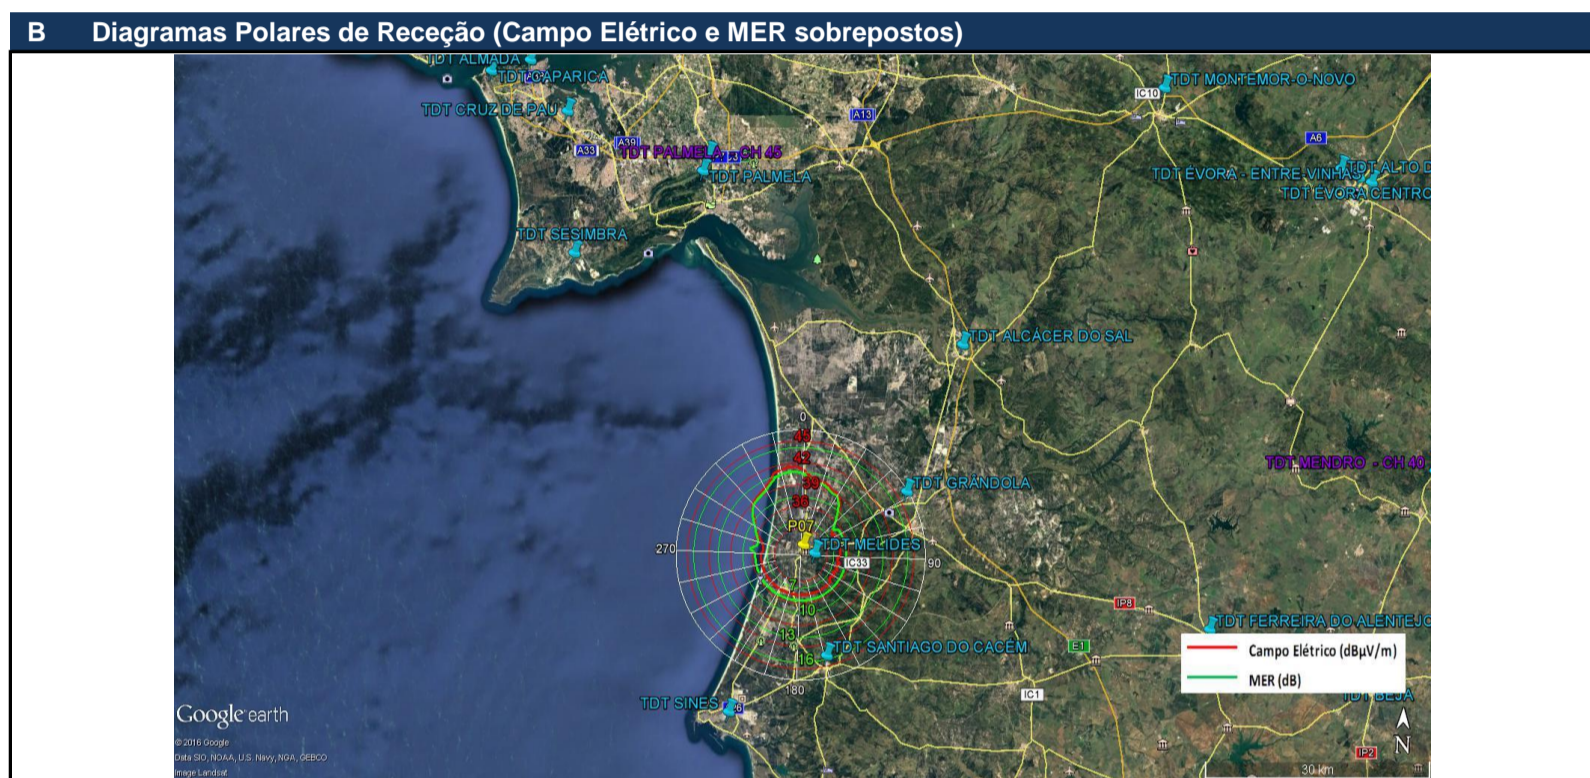 B Diagramas Polares de Receção (Campo Elétrico e MER sobrepostos)
TDT ALMADA
TDT CAPARICA
TDT MONTEMOR-O-NOVO
IC10
TDT CRUZ DE PAU
A13
A33
A39
TDT PALMELA - CH 45
A6
TDT PALMELA
TDT ÉVORA - ENTRE-VINHAS
TDT ALTO D
TDT ÉVORA CENTRO
TDT SESIMBRA
TDT ALCÁCER DO SAL
0
45
42
39
36
TDT MENDRO - CH 40
TDT GRÂNDOLA
P07
TDT MELIDES
270
90
IC33
7
10
13
16
180
IP8
TDT FERREIRA DO ALENTEJO
TDT SANTIAGO DO CACÉM
E1
Campo Elétrico (dBµV/m)
MER (dB)
TDT BEJA
IC1
TDT SINES
Google earth
N
© 2016 Google
Data SIO, NOAA, U.S. Navy, NGA, GEBCO
Image Landsat
IP2
30 km